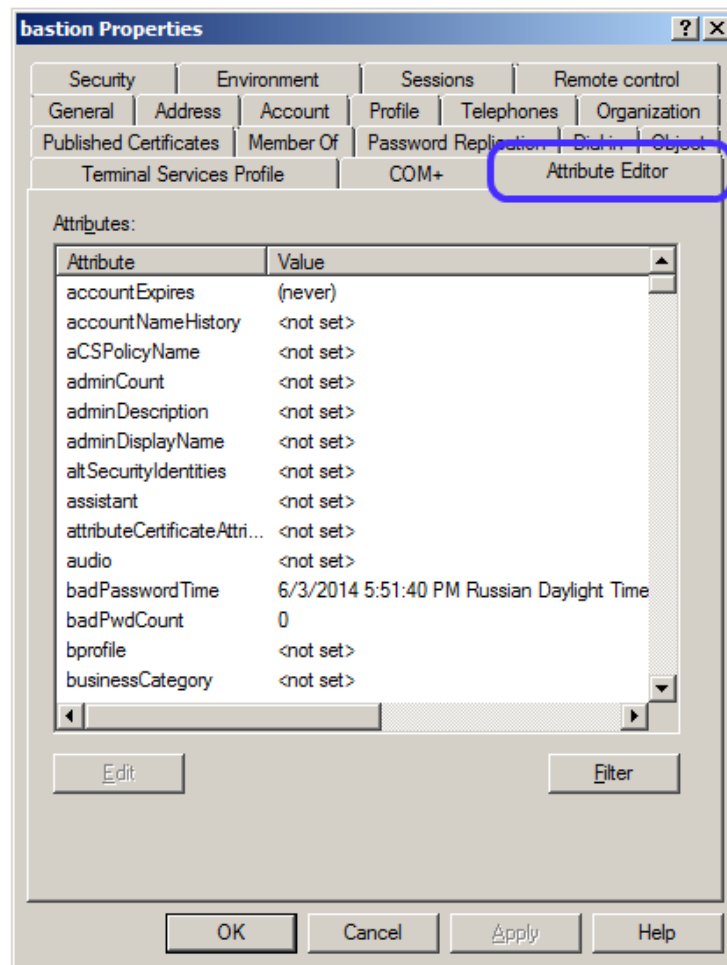 bastion Properties ? X
Security Environment Sessions Remote control
General Address Account Profile Telephones Organization
Published Certificates Member Of Password Replication Dial-in Object
Terminal Services Profile COM+ Attribute Editor
Attributes:
Attribute Value
accountExpires (never)
accountNameHistory <not set>
aCSPolicyName <not set>
adminCount <not set>
adminDescription <not set>
adminDisplayName <not set>
altSecurityIdentities <not set>
assistant <not set>
attributeCertificateAttri... <not set>
audio <not set>
badPasswordTime 6/3/2014 5:51:40 PM Russian Daylight Time
badPwdCount 0
bprofile <not set>
businessCategory <not set>
Edit Filter
OK Cancel Apply Help